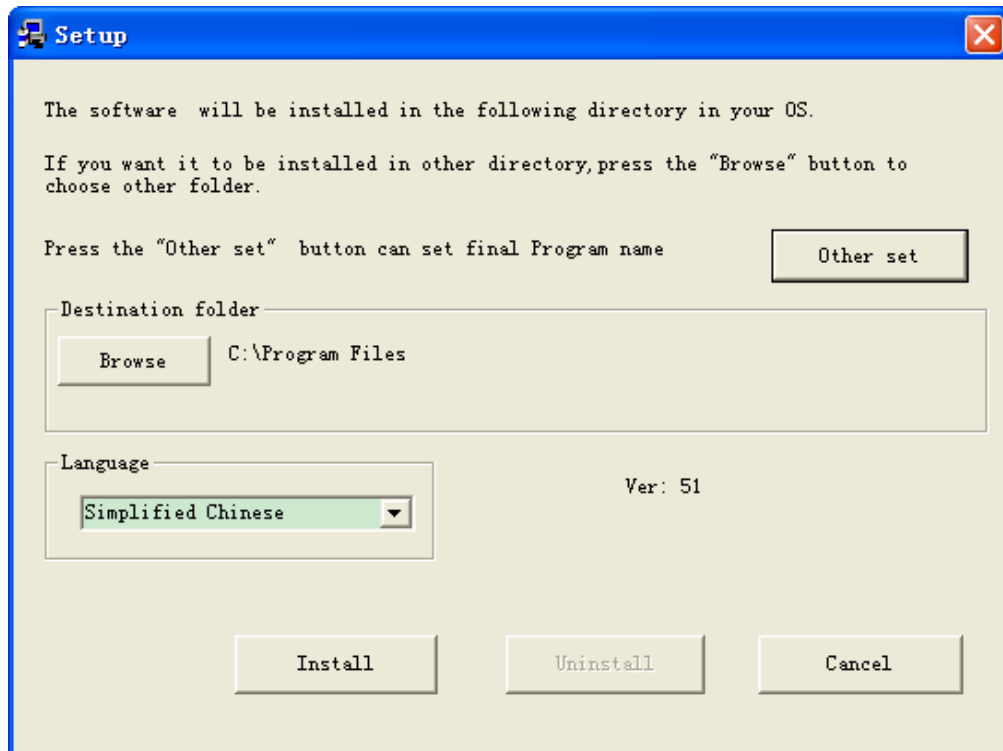 Setup
The software  will be installed in the following directory in your OS.
If you want it to be installed in other directory,press the "Browse" button to
choose other folder.
Press the "Other set"  button can set final Program name
Other set
Destination folder
Browse
C:\Program Files
Language
Simplified Chinese
Ver: 51
Install
Uninstall
Cancel